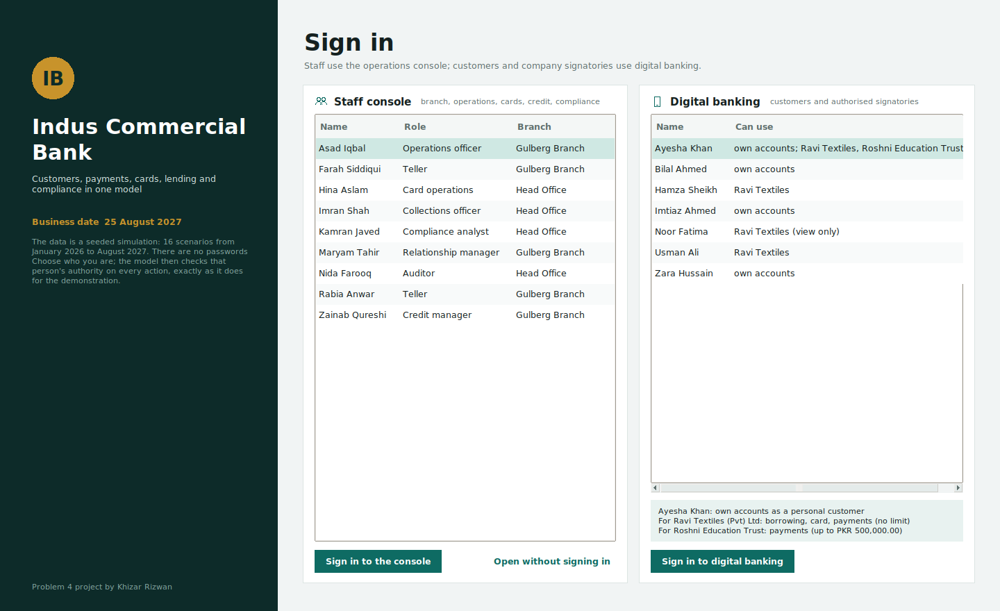 IB
Indus Commercial
Bank
Customers, payments, cards, lending and
compliance in one model
Business date 25 August 2027
The data is a seeded simulation: 16 scenarios from
January 2026 to August 2027. There are no passwords
Choose who you are; the model then checks that
person's authority on every action, exactly as it does
for the demonstration.
Problem 4 project by Khizar Rizwan
Sign in
Staff use the operations console; customers and company signatories use digital banking.
Staff console branch, operations, cards, credit, compliance
Name Role Branch
Asad Iqbal Operations officer Gulberg Branch
Farah Siddiqui Teller Gulberg Branch
Hina Aslam Card operations Head Office
Imran Shah Collections officer Head Office
Kamran Javed Compliance analyst Head Office
Maryam Tahir Relationship manager Gulberg Branch
Nida Farooq Auditor Head Office
Rabia Anwar Teller Gulberg Branch
Zainab Qureshi Credit manager Gulberg Branch
Sign in to the console Open without signing in
Digital banking customers and authorised signatories
Name Can use
Ayesha Khan own accounts; Ravi Textiles, Roshni Education Trust
Bilal Ahmed own accounts
Hamza Sheikh Ravi Textiles
Imtiaz Ahmed own accounts
Noor Fatima Ravi Textiles (view only)
Usman Ali Ravi Textiles
Zara Hussain own accounts
Ayesha Khan: own accounts as a personal customer
For Ravi Textiles (Pvt) Ltd: borrowing, card, payments (no limit)
For Roshni Education Trust: payments (up to PKR 500,000.00)
Sign in to digital banking